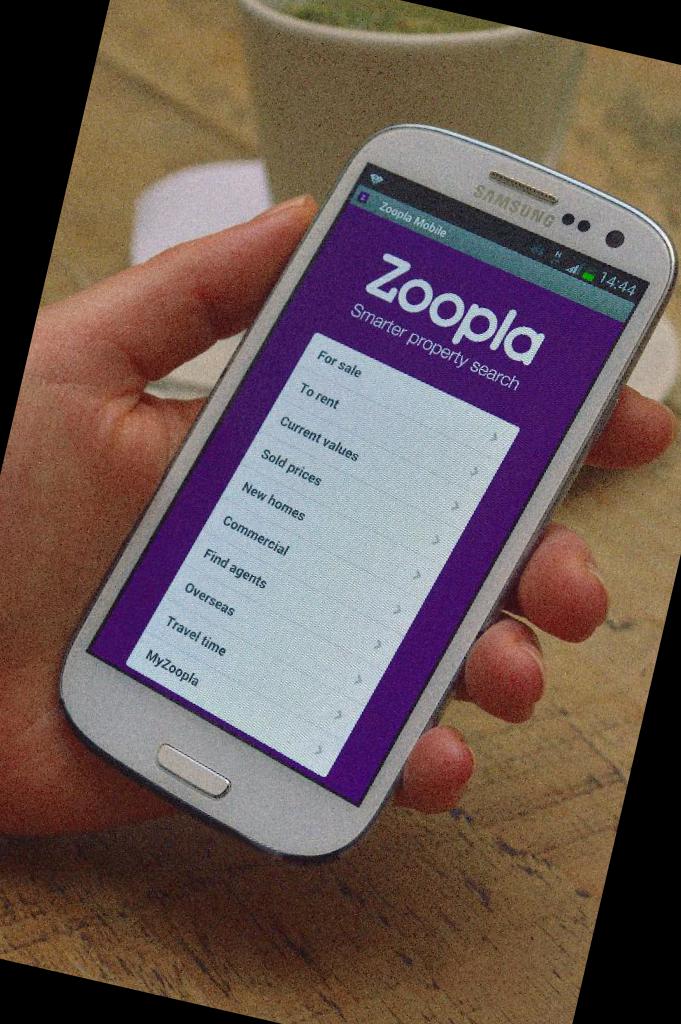 SAMSUNG
14:44
Zoopla Mobile
Zoopla
Smarter property search
For sale
To rent
Current values
Sold prices
New homes
Commercial
Find agents
Overseas
Travel time
MyZoopla